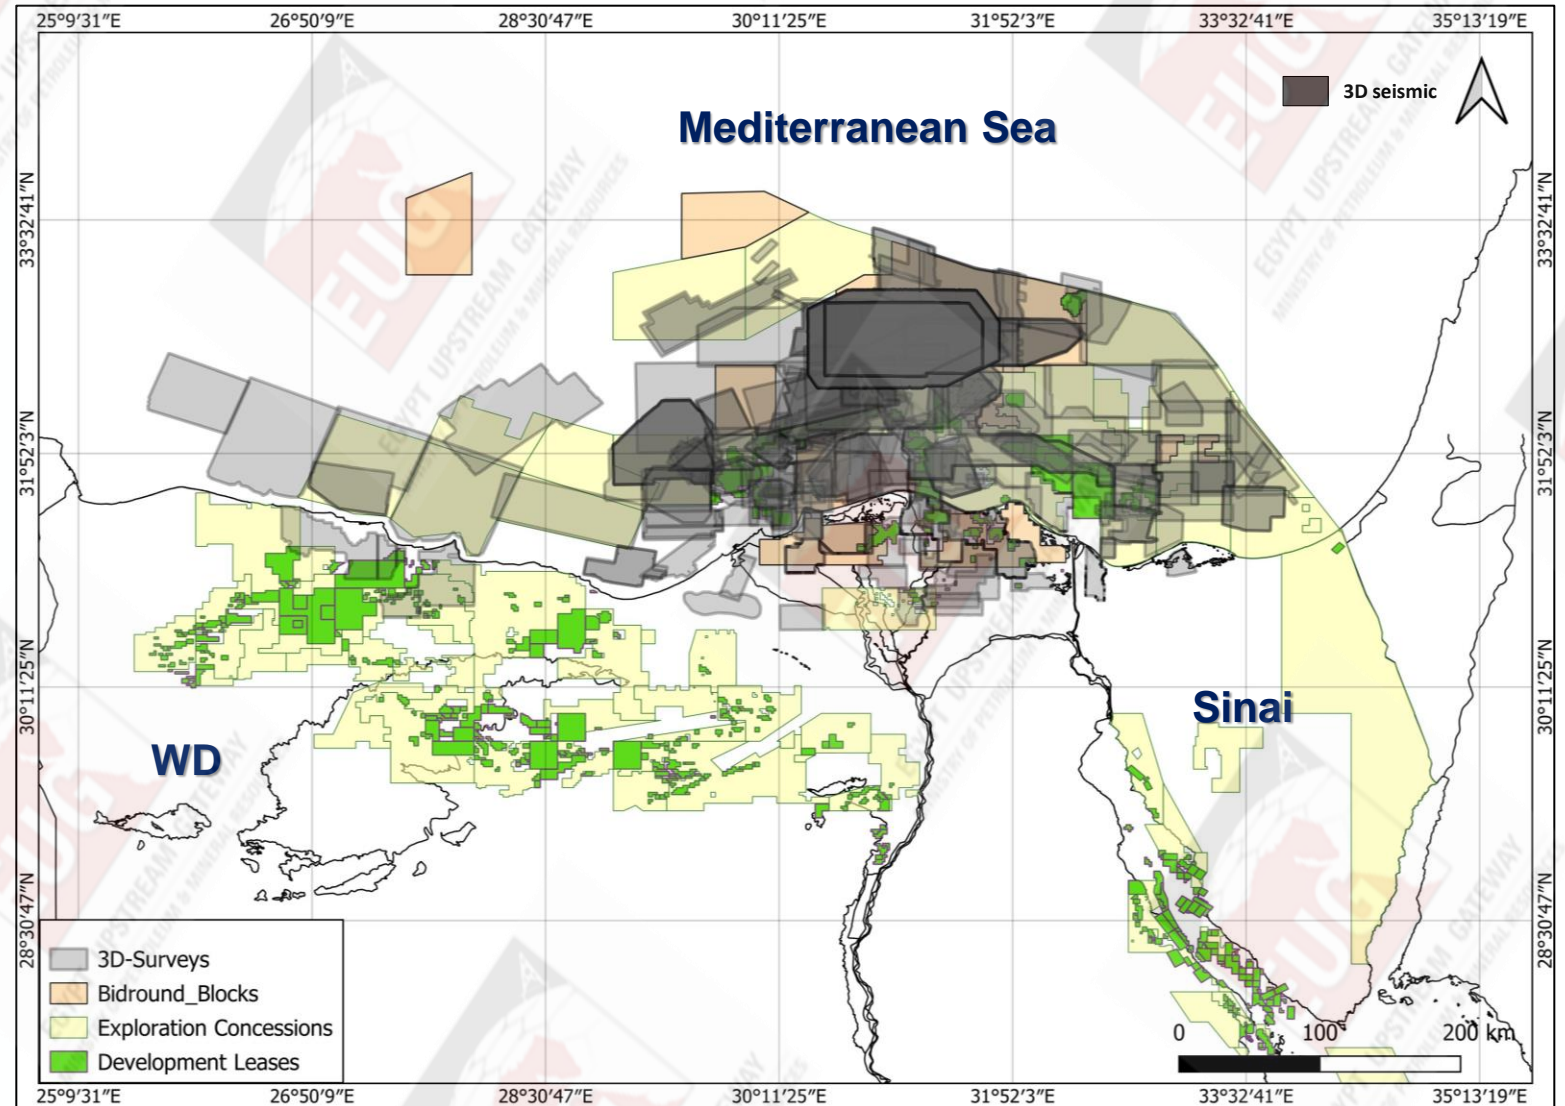 25°9′31″E 26°50′9″E 28°30′47″E 30°11′25″E 31°52′3″E 33°32′41″E 35°13′19″E
3D seismic
Mediterranean Sea
33°32′41″N 33°32′41″N
31°52′3″N 31°52′3″N
30°11′25″N 30°11′25″N
28°30′47″N 28°30′47″N
WD
Sinai
3D-Surveys
Bidround_Blocks
Exploration Concessions
Development Leases
0 100 200 km
25°9′31″E 26°50′9″E 28°30′47″E 30°11′25″E 31°52′3″E 33°32′41″E 35°13′19″E
EUG
EGYPT UPSTREAM GATEWAY
MINISTRY OF PETROLEUM & MINERAL RESOURCES